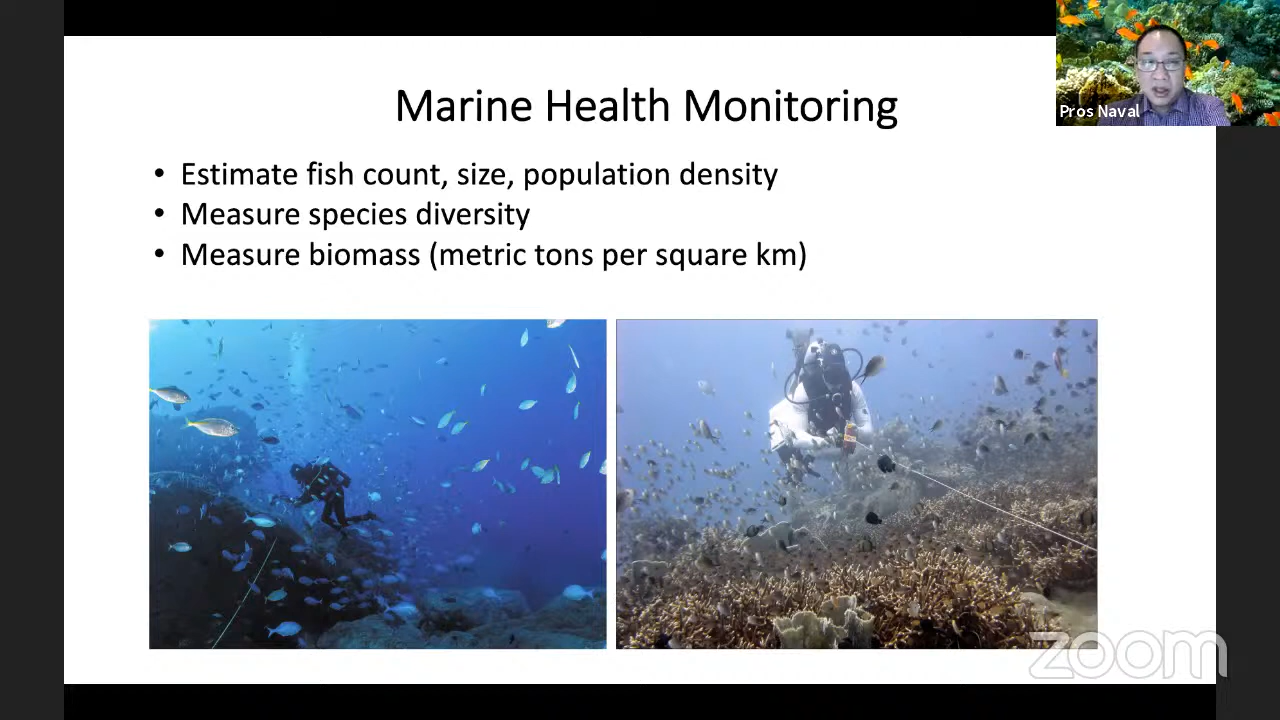 Marine Health Monitoring
Pros Naval
• Estimate fish count, size, population density
• Measure species diversity
• Measure biomass (metric tons per square km)
zoom